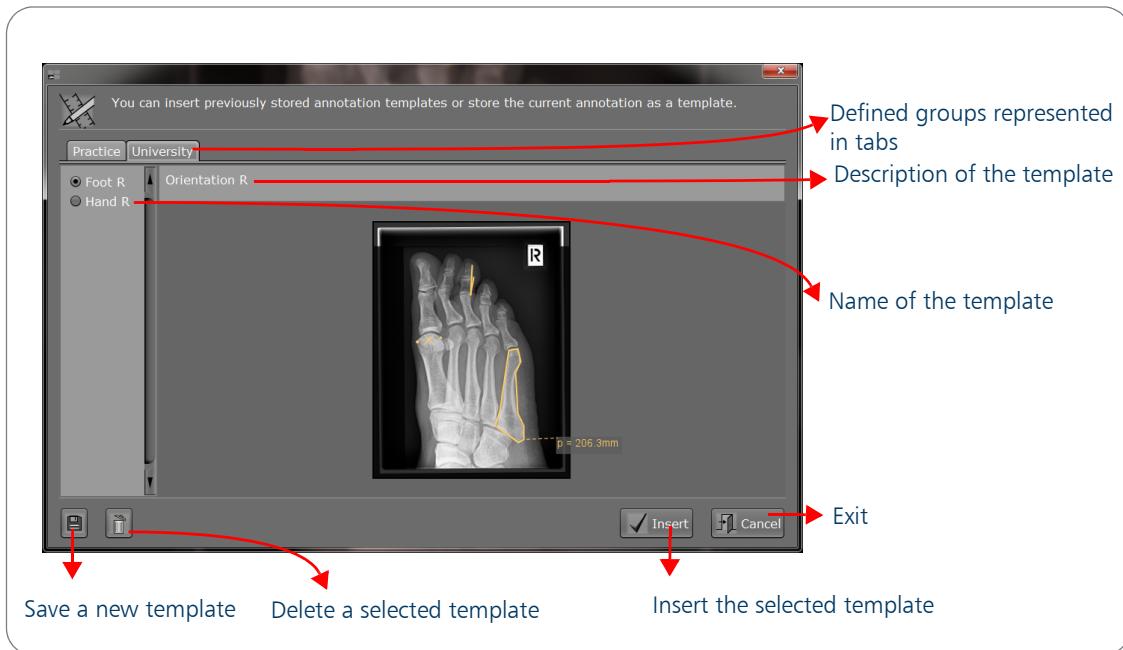 You can insert previously stored annotation templates or store the current annotation as a template.
Defined groups represented
in tabs
Practice
University
Foot R
Orientation R
Description of the template
Hand R
R
Name of the template
p = 206.3mm
Insert
Cancel
Exit
Save a new template
Delete a selected template
Insert the selected template